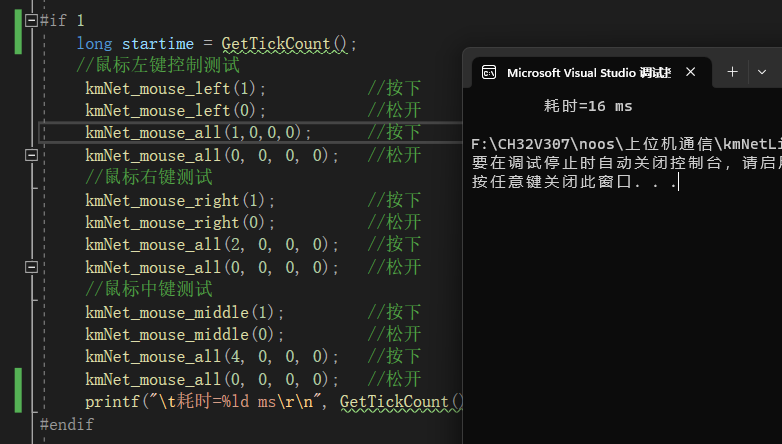 #if 1
long startime = GetTickCount();
//鼠标左键控制测试
kmNet_mouse_left(1); //按下
kmNet_mouse_left(0); //松开
kmNet_mouse_all(1,0,0,0); //按下
kmNet_mouse_all(0, 0, 0, 0); //松开
//鼠标右键测试
kmNet_mouse_right(1); //按下
kmNet_mouse_right(0); //松开
kmNet_mouse_all(2, 0, 0, 0); //按下
kmNet_mouse_all(0, 0, 0, 0); //松开
//鼠标中键测试
kmNet_mouse_middle(1); //按下
kmNet_mouse_middle(0); //松开
kmNet_mouse_all(4, 0, 0, 0); //按下
kmNet_mouse_all(0, 0, 0, 0); //松开
printf("\t耗时=%ld ms\r\n", GetTickCount()
#endif
Microsoft Visual Studio 调试控
耗时=16 ms
F:\CH32V307\noos\上位机通信\kmNetLi
要在调试停止时自动关闭控制台，请启用
按任意键关闭此窗口. . .